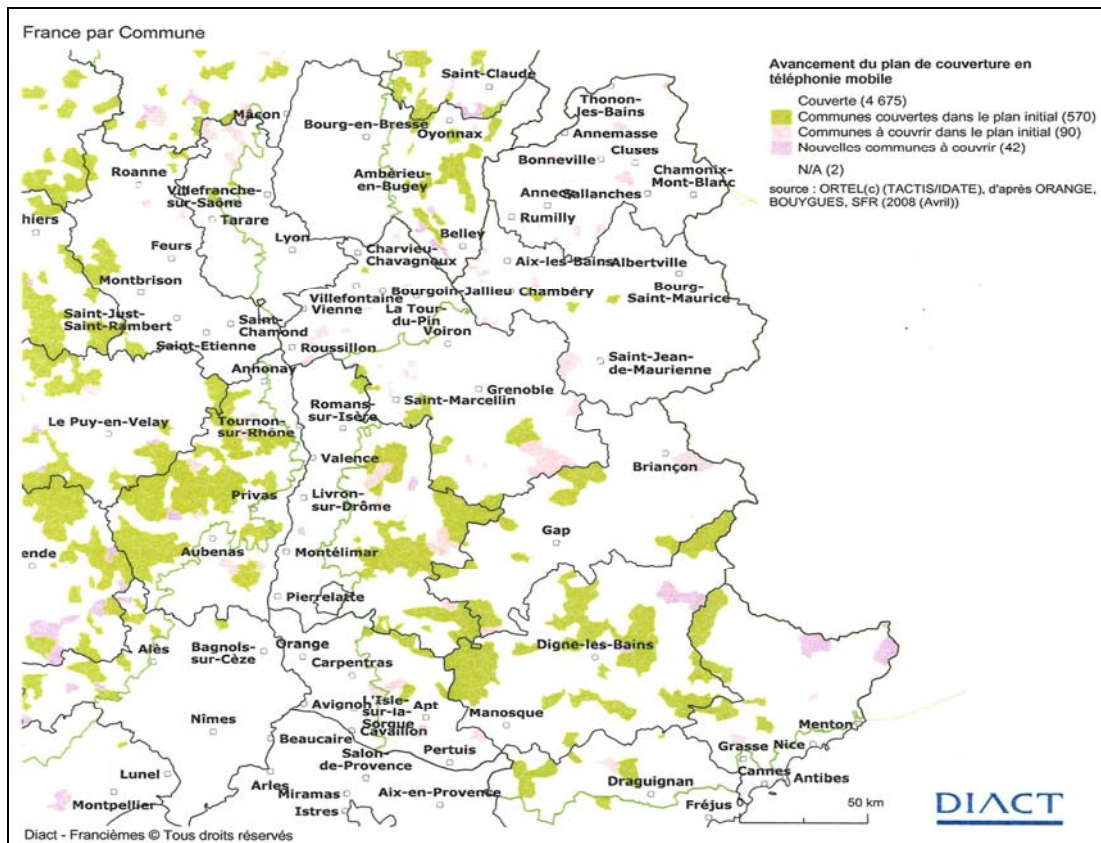 France par Commune
Avancement du plan de couverture en
téléphonie mobile
Couverte (4 675)
Communes couvertes dans le plan initial (570)
Communes à couvrir dans le plan initial (90)
Nouvelles communes à couvrir (42)
N/A (2)
source : ORTEL(c) (TACTIS/IDATE), d'après ORANGE,
BOUYGUES, SFR (2008 (Avril))
Saint-Claude
Thonon-
les-Bains
Mâcon
Bourg-en-Bresse
Oyonnax
Annemasse
Bonneville
Cluses
Roanne
Ambérieu-
en-Bugey
Chamonix-
Mont-Blanc
Villefranche-
sur-Saône
Annecy
Sallanches
hiers
Tarare
Rumilly
Feurs
Lyon
Belley
Charvieu-
Chavagnoux
Aix-les-Bains
Albertville
Montbrison
Villefontaine
Bourgoin-Jallieu
Chambéry
Bourg-
Saint-Maurice
Vienne
La Tour-
du-Pin
Saint-Just-
Saint-Rambert
Saint-
Chamond
Voiron
Saint-Etienne
Roussillon
Saint-Jean-
de-Maurienne
Annonay
Grenoble
Saint-Marcellin
Romans-
sur-Isère
Le Puy-en-Velay
Tournon-
sur-Rhône
Valence
Briançon
Privas
Livron-
sur-Drôme
Gap
ende
Aubenas
Montélimar
Pierrelatte
Alès
Bagnols-
sur-Cèze
Orange
Carpentras
Digne-les-Bains
Avignon
L'Isle-
sur-la-
Sorgue
Apt
Manosque
Nîmes
Cavaillon
Menton
Beaucaire
Pertuis
Grasse
Nice
Salon-
de-Provence
Lunel
Arles
Draguignan
Cannes
Antibes
Montpellier
Miramas
Aix-en-Provence
Istres
Fréjus
0
50 km
DIACT
Diact - Francièmes © Tous droits réservés